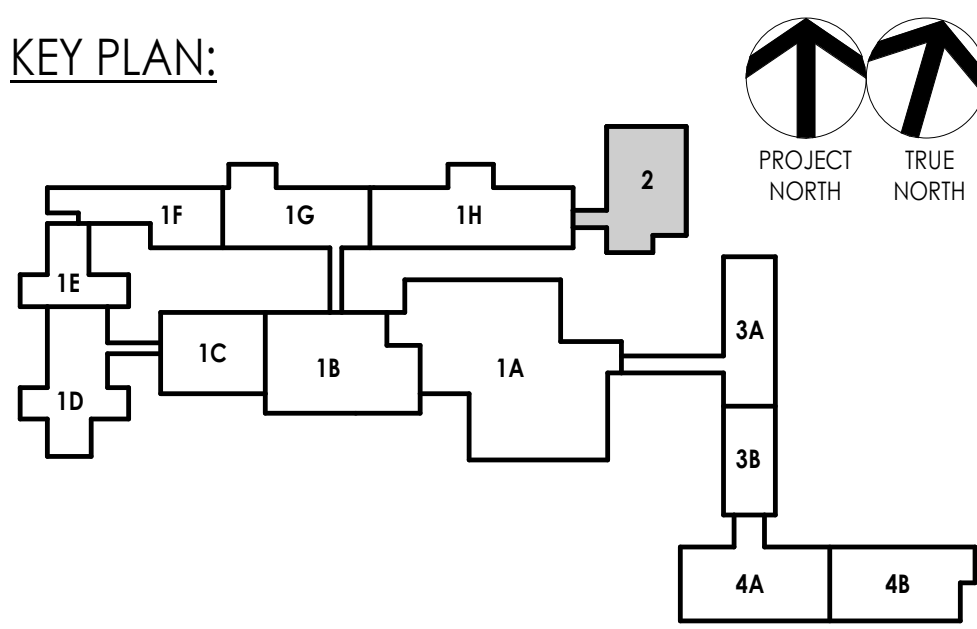 KEY PLAN:
PROJECT
NORTH
TRUE
NORTH
2
1F
1G
1H
1E
1C
1B
1A
3A
1D
3B
4A
4B